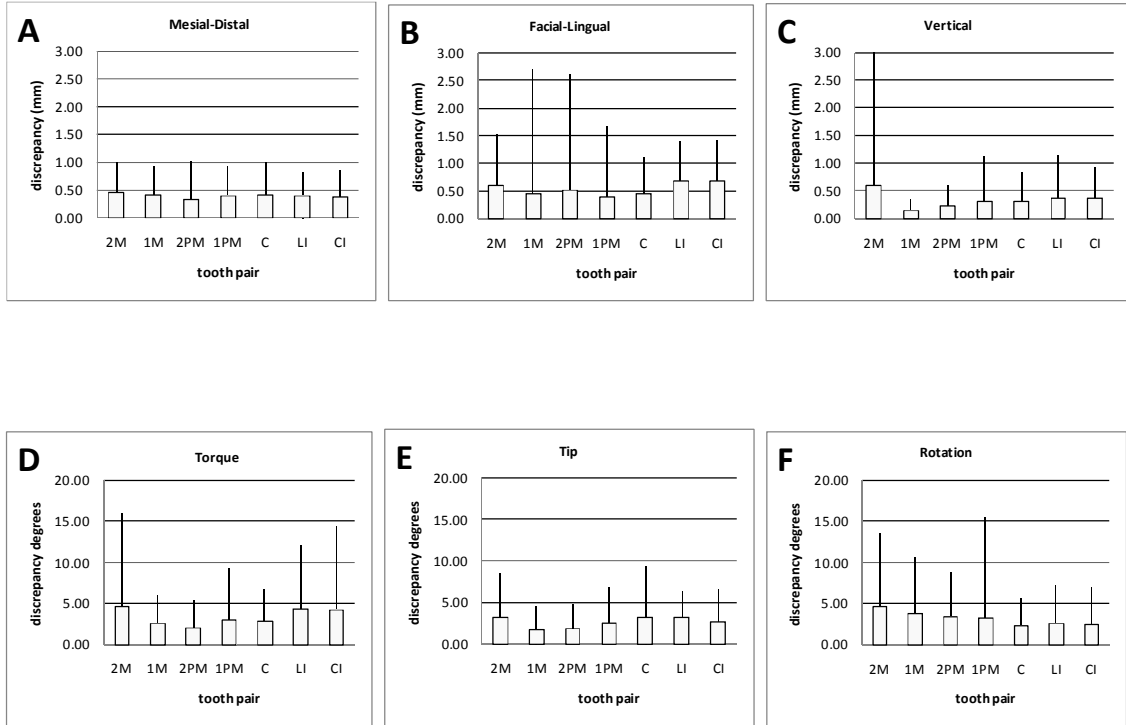 A
Mesial-Distal
3.00
2.50
2.00
1.50
1.00
0.50
0.00
discrepancy (mm)
2M 1M 2PM 1PM C LI CI
tooth pair
B
Facial-Lingual
3.00
2.50
2.00
1.50
1.00
0.50
0.00
discrepancy (mm)
2M 1M 2PM 1PM C LI CI
tooth pair
C
Vertical
3.00
2.50
2.00
1.50
1.00
0.50
0.00
discrepancy (mm)
2M 1M 2PM 1PM C LI CI
tooth pair
D
Torque
20.00
15.00
10.00
5.00
0.00
discrepancy degrees
2M 1M 2PM 1PM C LI CI
tooth pair
E
Tip
20.00
15.00
10.00
5.00
0.00
discrepancy degrees
2M 1M 2PM 1PM C LI CI
tooth pair
F
Rotation
20.00
15.00
10.00
5.00
0.00
discrepancy degrees
2M 1M 2PM 1PM C LI CI
tooth pair